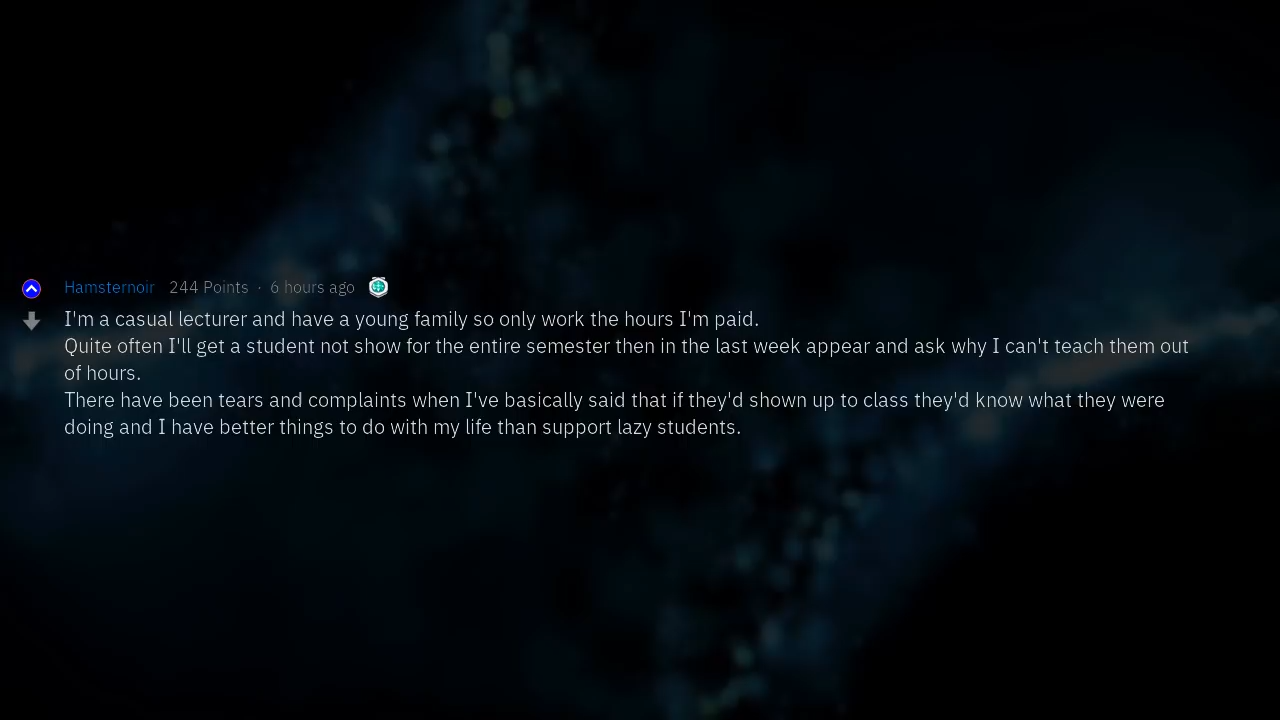 Hamsternoir 244 Points · 6 hours ago
I'm a casual lecturer and have a young family so only work the hours I'm paid.
Quite often I'll get a student not show for the entire semester then in the last week appear and ask why I can't teach them out
of hours.
There have been tears and complaints when I've basically said that if they'd shown up to class they'd know what they were
doing and I have better things to do with my life than support lazy students.